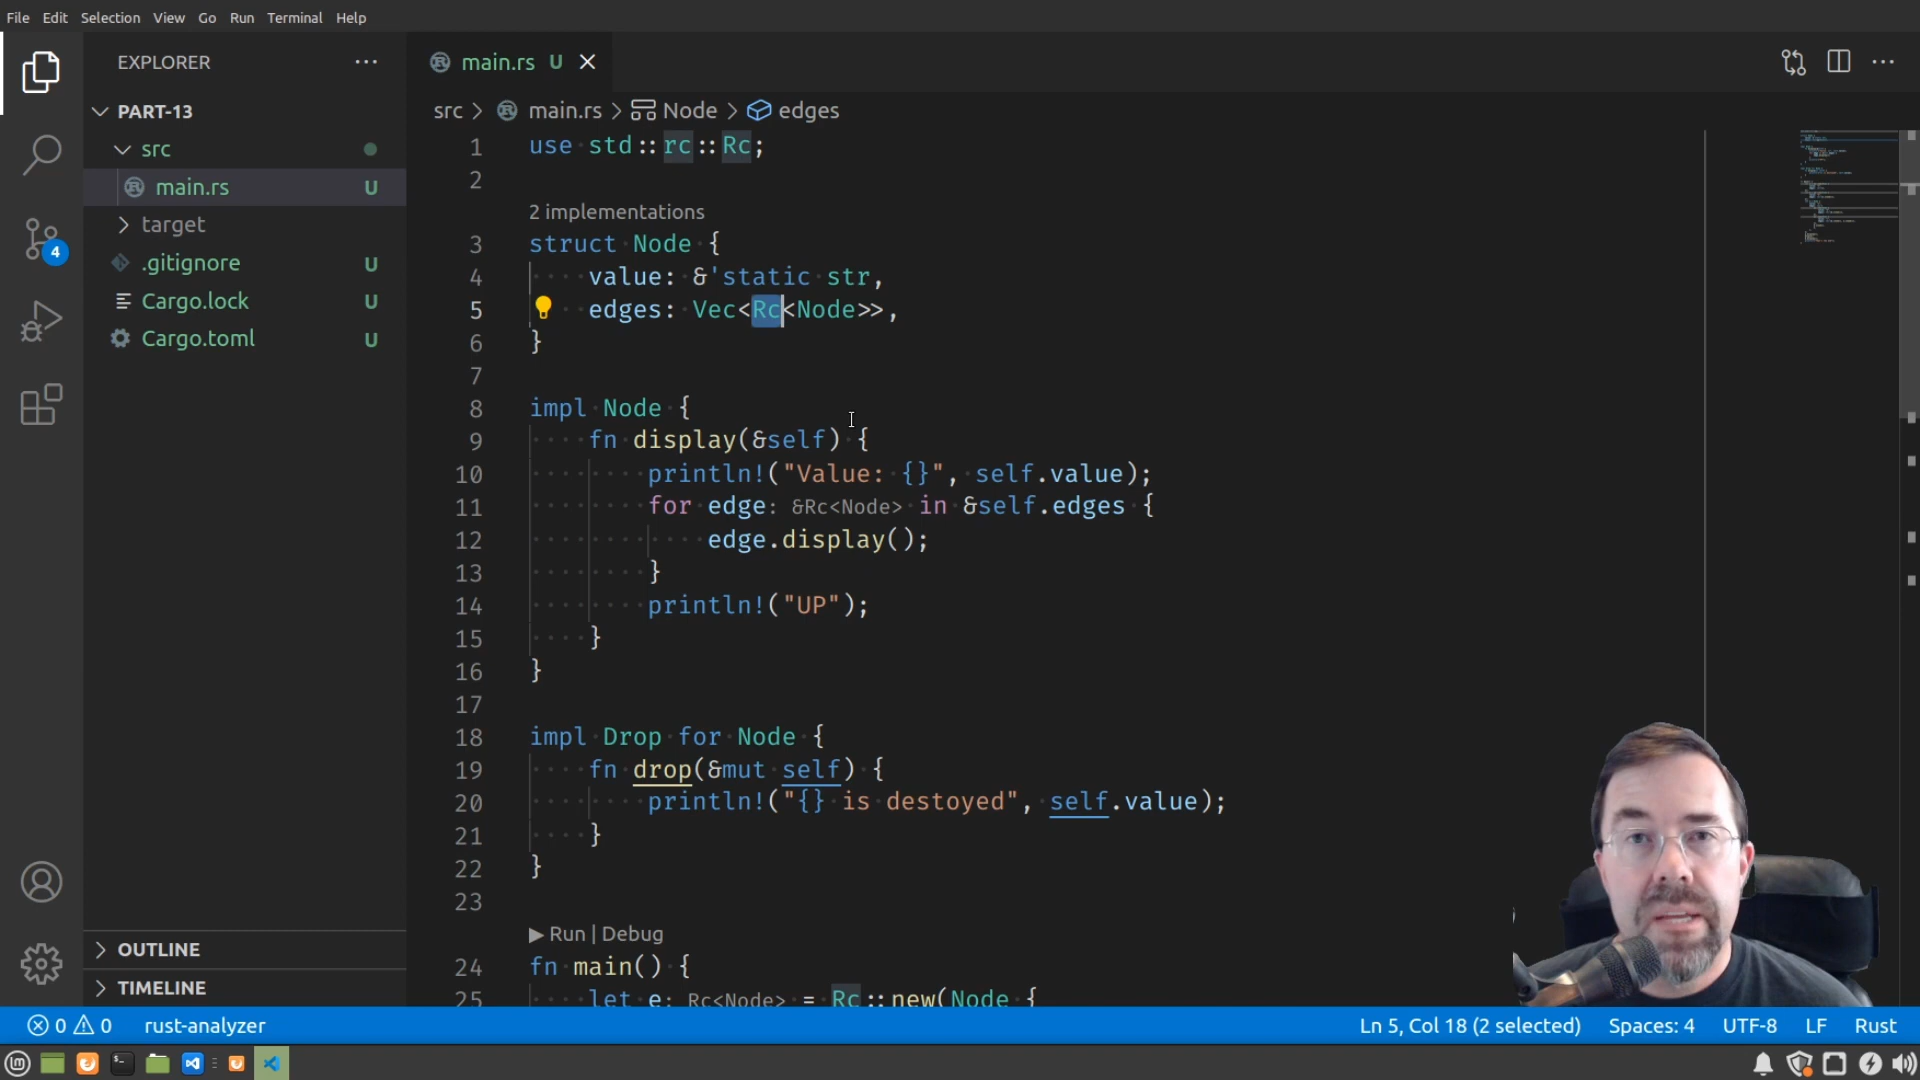 File Edit Selection View Go Run Terminal Help
EXPLORER
PART-13
src
main.rs U
target
.gitignore U
Cargo.lock U
Cargo.toml U
4
OUTLINE
TIMELINE
main.rs U
src > main.rs > Node > edges
1 use std::rc::Rc;
2
2 implementations
3 struct Node {
4 value: &'static str,
5 edges: Vec<Rc<Node>>,
6 }
7
8 impl Node {
9 fn display(&self) {
10 println!("Value: {}", self.value);
11 for edge: &Rc<Node> in &self.edges {
12 edge.display();
13 }
14 println!("UP");
15 }
16 }
17
18 impl Drop for Node {
19 fn drop(&mut self) {
20 println!("{} is destoyed", self.value);
21 }
22 }
23
▶ Run | Debug
24 fn main() {
25 let e: Rc<Node> = Rc::new(Node {
0 0 rust-analyzer
Ln 5, Col 18 (2 selected) Spaces: 4 UTF-8 LF Rust